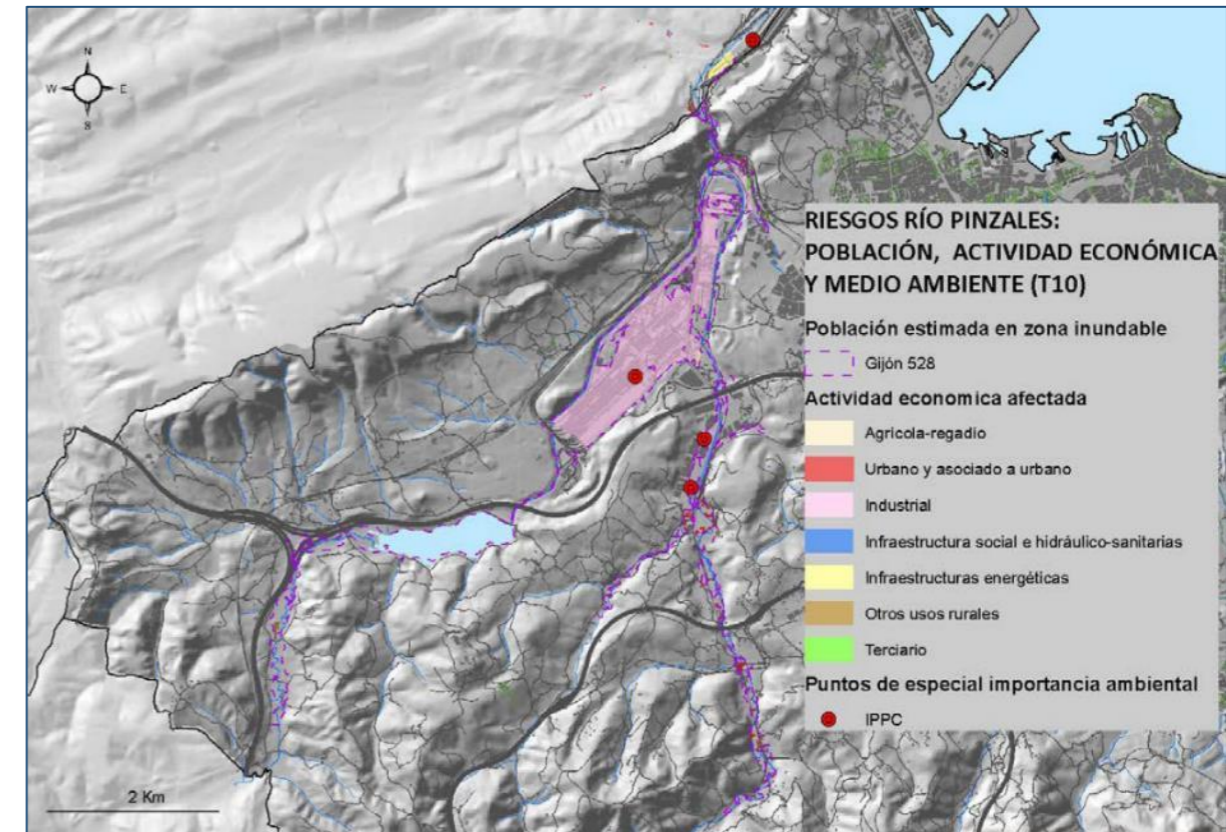 N
W E
S
RIESGOS RÍO PINZALES:
POBLACIÓN, ACTIVIDAD ECONÓMICA
Y MEDIO AMBIENTE (T10)
Población estimada en zona inundable
Gijón 528
Actividad economica afectada
Agrícola-regadio
Urbano y asociado a urbano
Industrial
Infraestructura social e hidráulico-sanitarias
Infraestructuras energéticas
Otros usos rurales
Terciario
Puntos de especial importancia ambiental
IPPC
2 Km